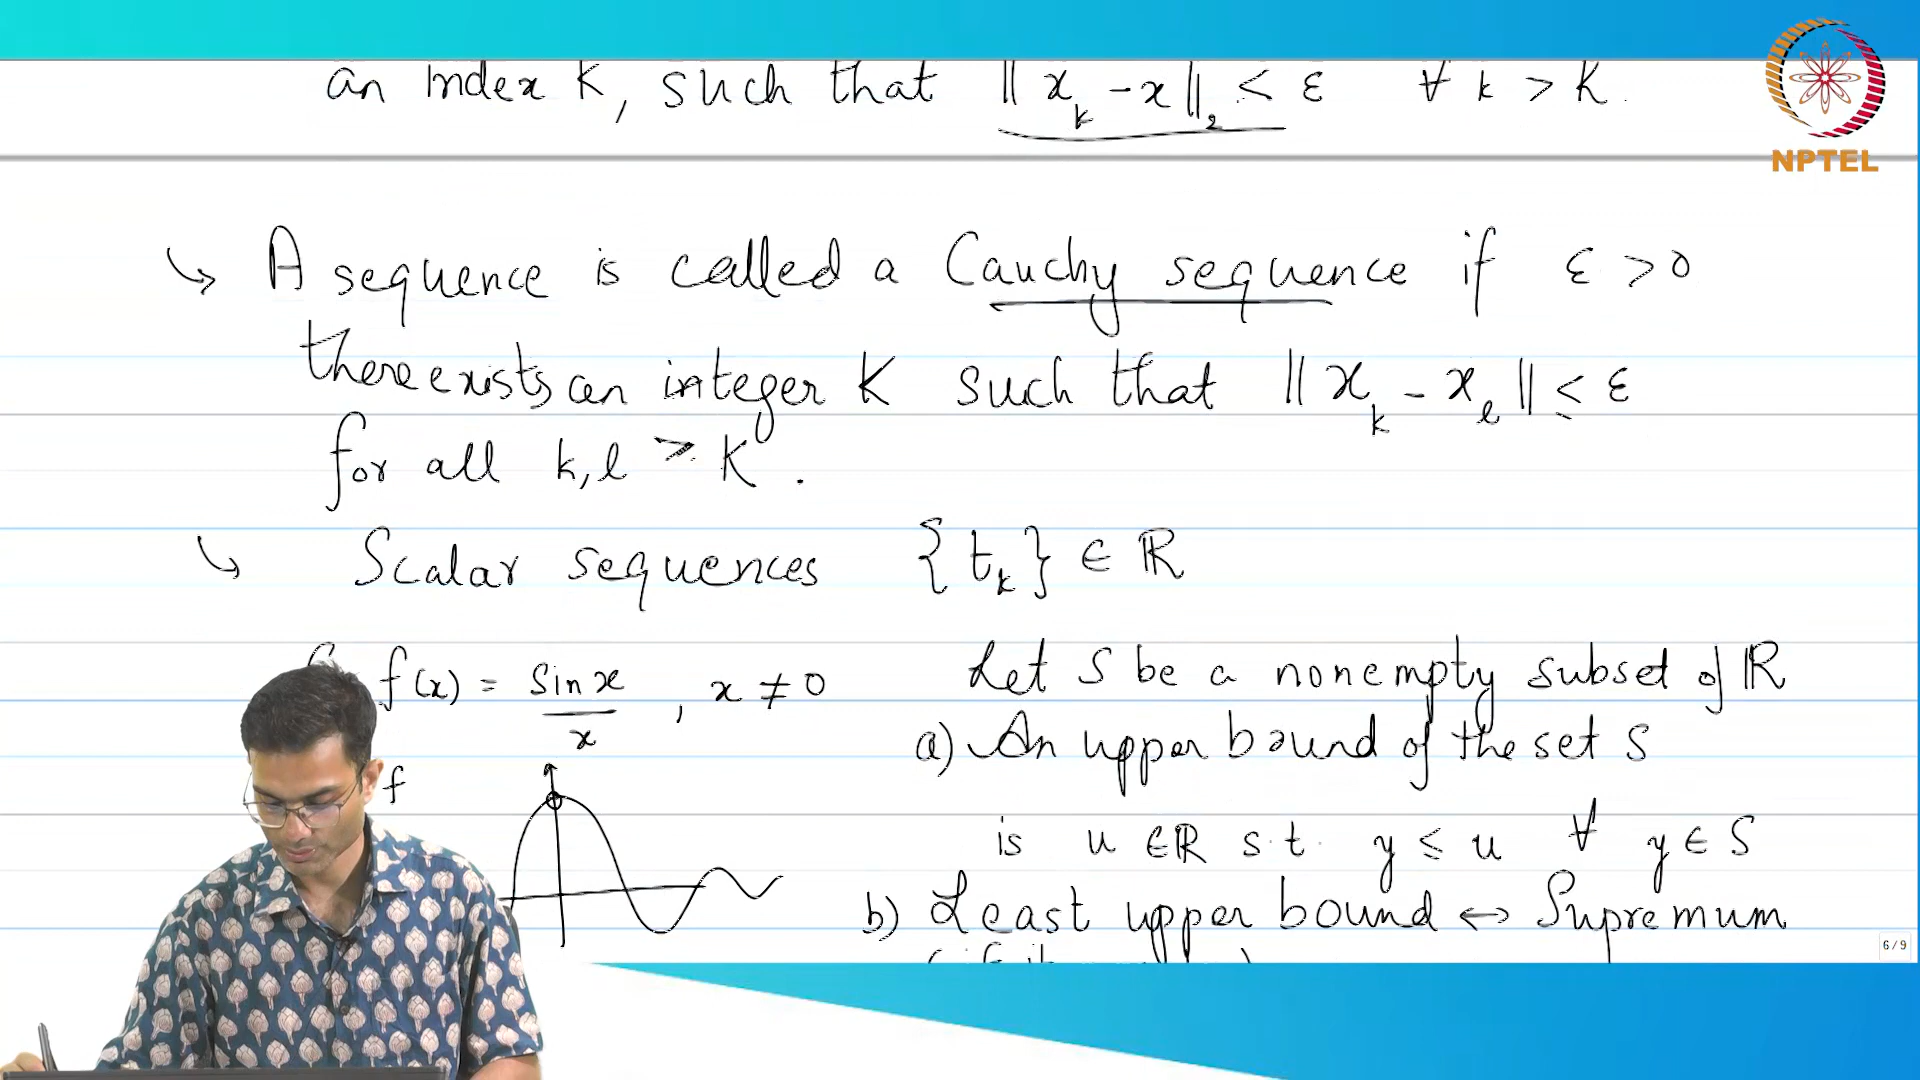 an index K, such that ‖x_k - x‖_2 ≤ ε ∀ k > K.
NPTEL
↳ A sequence is called a Cauchy sequence if ε > 0
there exists an integer K such that ‖x_k - x_l‖ ≤ ε
for all k, l ≥ K.
↳ Scalar sequences {t_k} ∈ ℝ
f(x) = sin x / x , x ≠ 0
f
Let S be a nonempty subset of ℝ
a) An upper bound of the set S
is u ∈ ℝ s.t. y ≤ u ∀ y ∈ S
b) Least upper bound ↔ Supremum
6/9